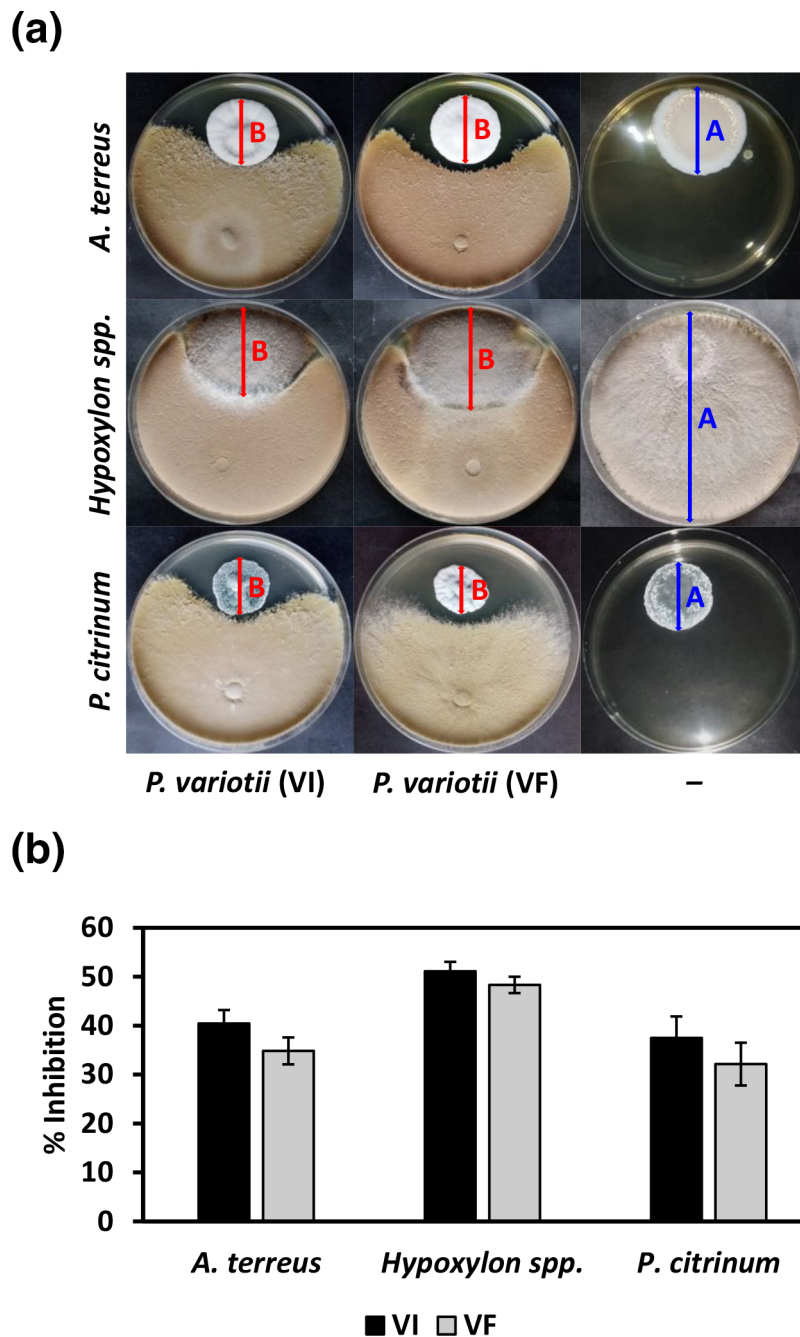 (a)
A. terreus
B
B
A
Hypoxylon spp.
B
B
A
P. citrinum
B
B
A
P. variotii (VI)
P. variotii (VF)
–
(b)
% Inhibition
60
50
40
30
20
10
0
A. terreus
Hypoxylon spp.
P. citrinum
VI
VF